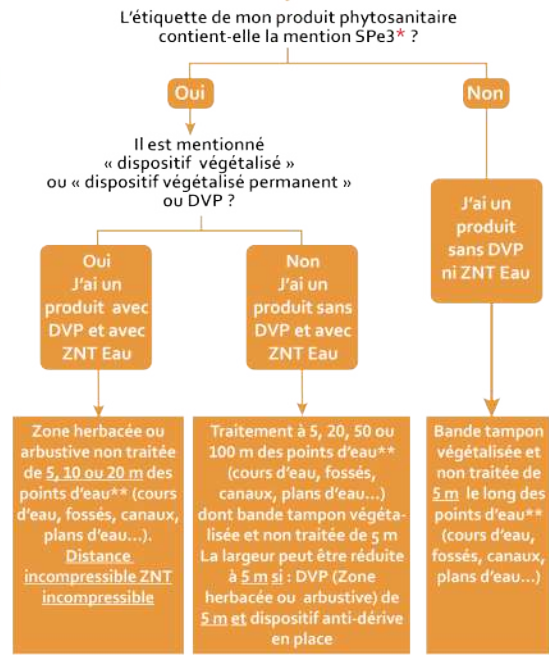 L'étiquette de mon produit phytosanitaire
contient-elle la mention SPe3* ?
Oui
Non
Il est mentionné
« dispositif végétalisé »
ou « dispositif végétalisé permanent »
ou DVP ?
Oui
J'ai un
produit avec
DVP et avec
ZNT Eau
Non
J'ai un
produit sans
DVP et avec
ZNT Eau
J'ai un
produit
sans DVP
ni ZNT Eau
Zone herbacée ou
arbustive non traitée
de 5, 10 ou 20 m des
points d'eau** (cours
d'eau, fossés, canaux,
plans d'eau...).
Distance
incompressible ZNT
incompressible
Traitement à 5, 20, 50 ou
100 m des points d'eau**
(cours d'eau, fossés,
canaux, plans d'eau...)
dont bande tampon végéta-
lisée et non traitée de 5 m
La largeur peut être réduite
à 5 m si : DVP (Zone
herbacée ou arbustive) de
5 m et dispositif anti-dérive
en place
Bande tampon
végétalisée et
non traitée de
5 m le long des
points d'eau**
(cours d'eau,
fossés, canaux,
plans d'eau...)